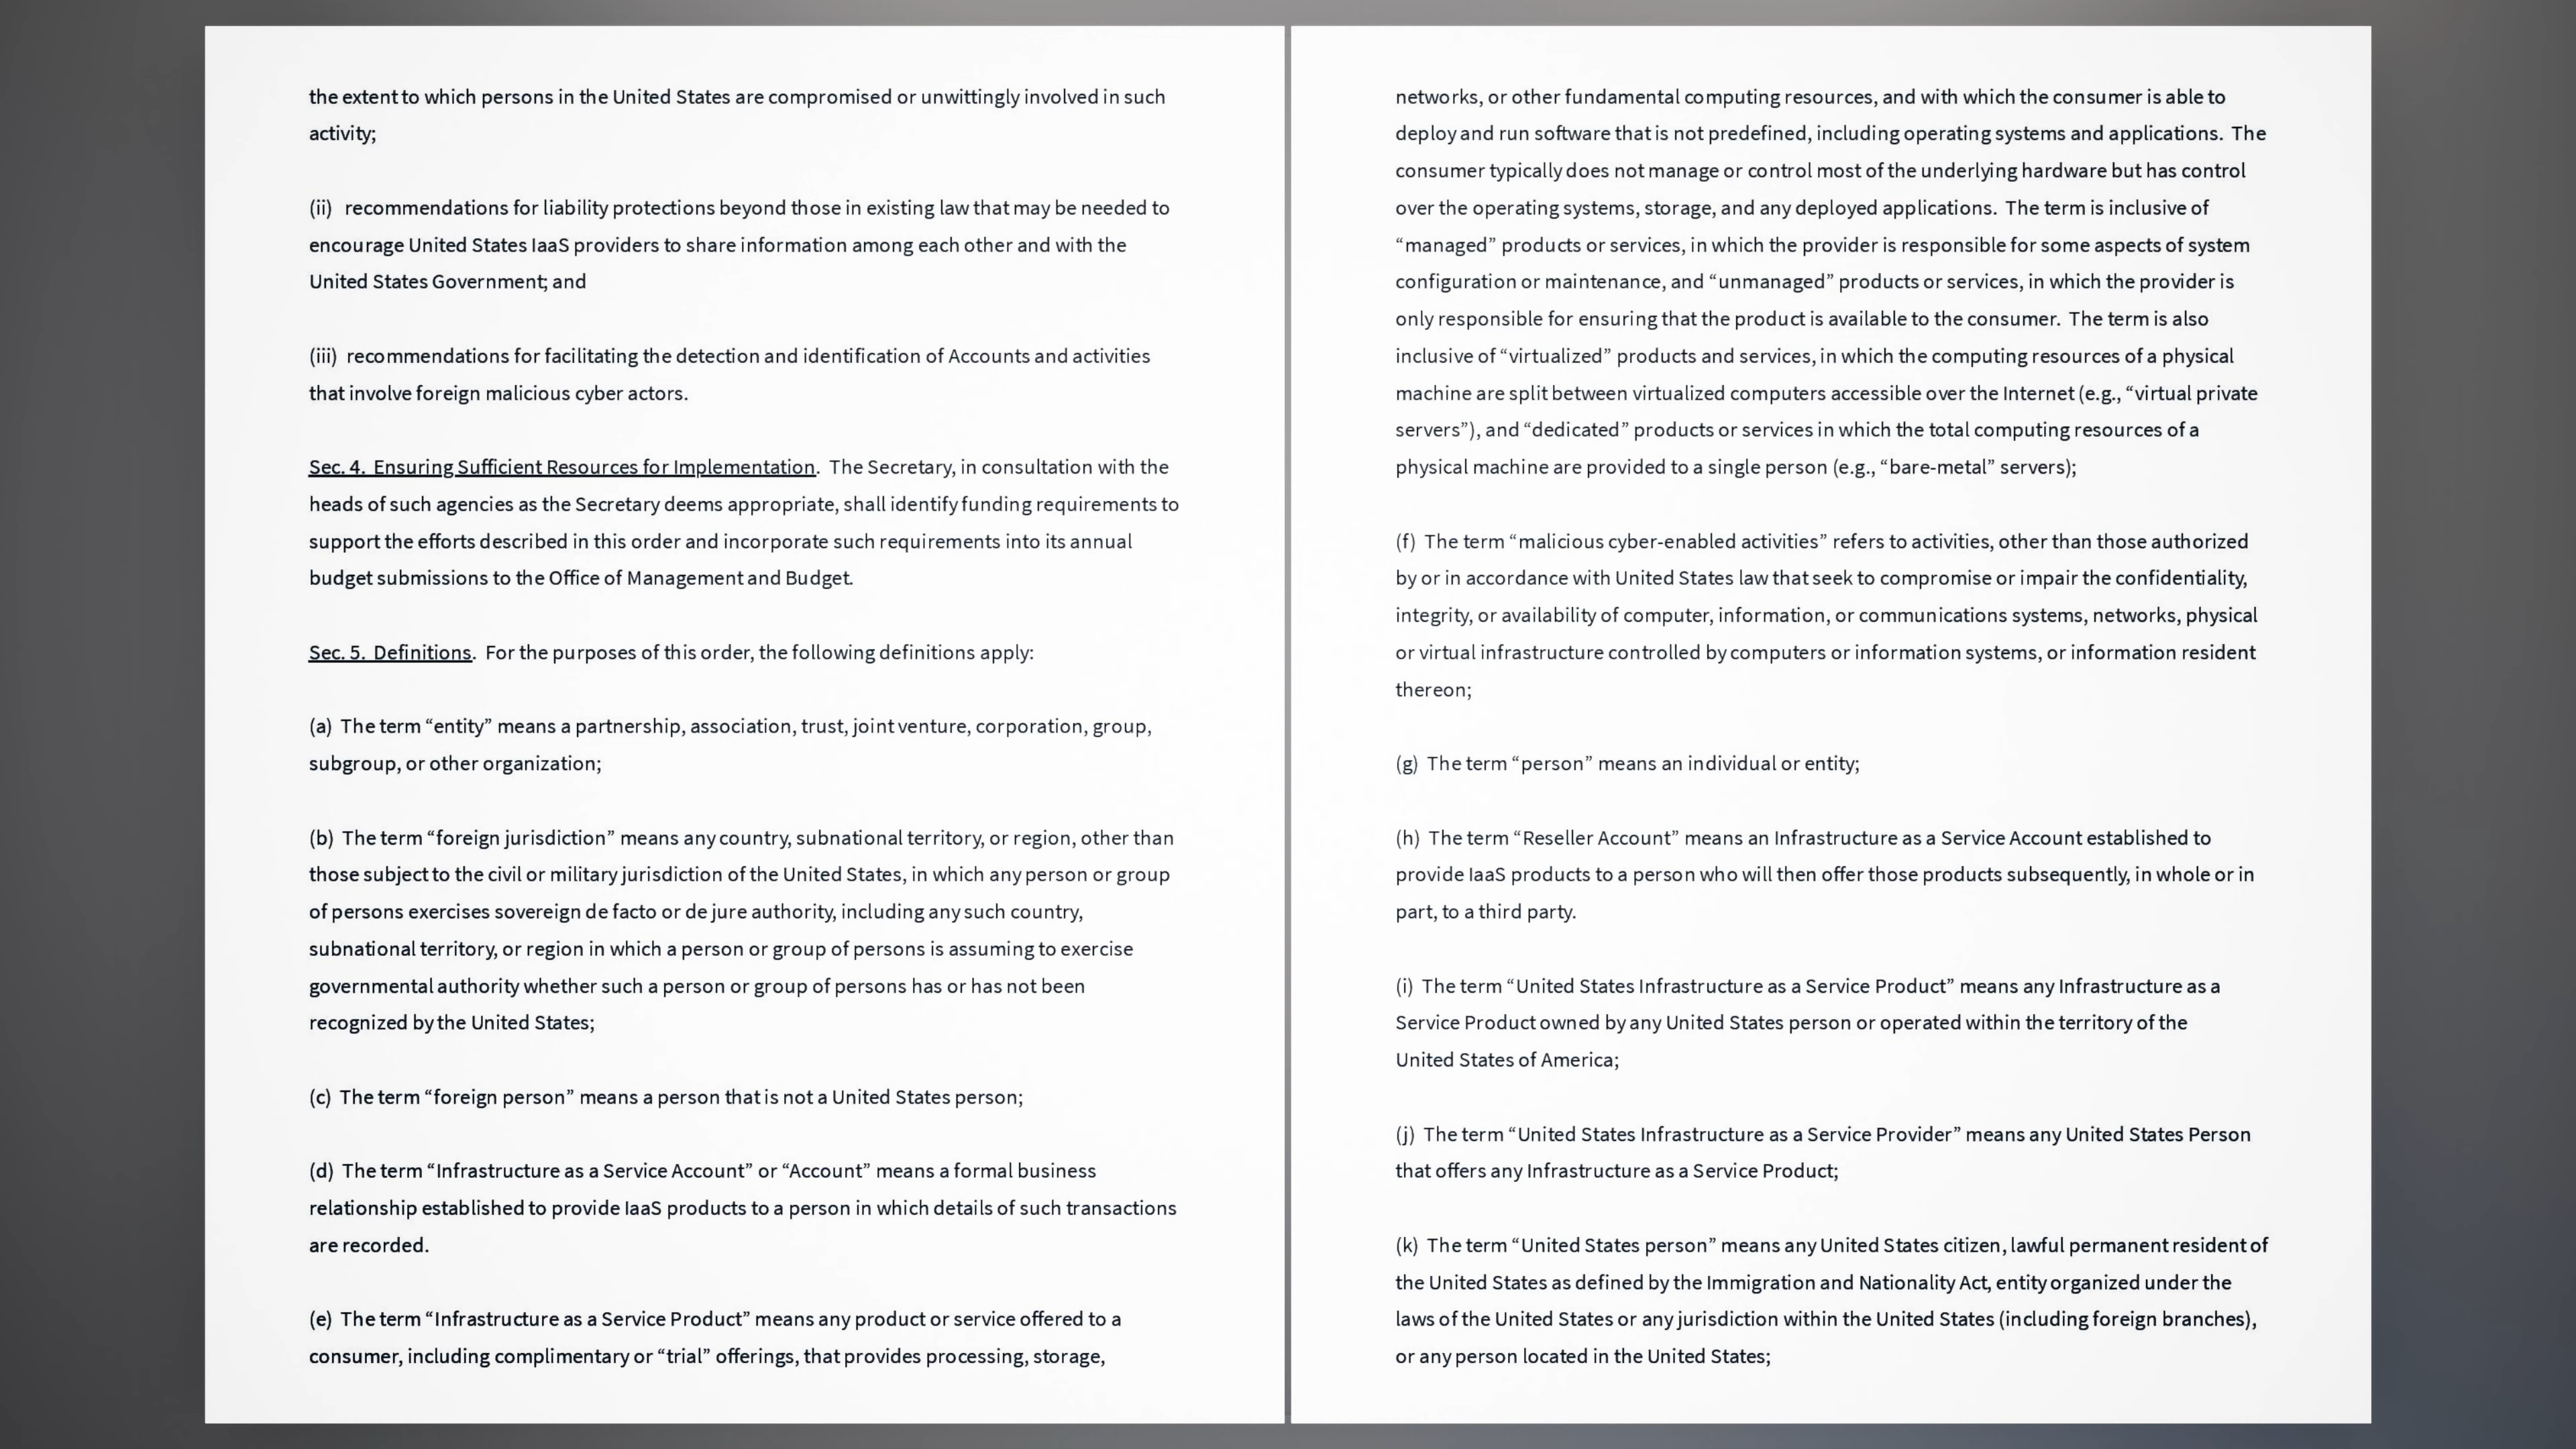 the extent to which persons in the United States are compromised or unwittingly involved in such
activity;
(ii) recommendations for liability protections beyond those in existing law that may be needed to
encourage United States IaaS providers to share information among each other and with the
United States Government; and
(iii) recommendations for facilitating the detection and identification of Accounts and activities
that involve foreign malicious cyber actors.
Sec. 4. Ensuring Sufficient Resources for Implementation. The Secretary, in consultation with the
heads of such agencies as the Secretary deems appropriate, shall identify funding requirements to
support the efforts described in this order and incorporate such requirements into its annual
budget submissions to the Office of Management and Budget.
Sec. 5. Definitions. For the purposes of this order, the following definitions apply:
(a) The term “entity” means a partnership, association, trust, joint venture, corporation, group,
subgroup, or other organization;
(b) The term “foreign jurisdiction” means any country, subnational territory, or region, other than
those subject to the civil or military jurisdiction of the United States, in which any person or group
of persons exercises sovereign de facto or de jure authority, including any such country,
subnational territory, or region in which a person or group of persons is assuming to exercise
governmental authority whether such a person or group of persons has or has not been
recognized by the United States;
(c) The term “foreign person” means a person that is not a United States person;
(d) The term “Infrastructure as a Service Account” or “Account” means a formal business
relationship established to provide IaaS products to a person in which details of such transactions
are recorded.
(e) The term “Infrastructure as a Service Product” means any product or service offered to a
consumer, including complimentary or “trial” offerings, that provides processing, storage,
networks, or other fundamental computing resources, and with which the consumer is able to
deploy and run software that is not predefined, including operating systems and applications. The
consumer typically does not manage or control most of the underlying hardware but has control
over the operating systems, storage, and any deployed applications. The term is inclusive of
“managed” products or services, in which the provider is responsible for some aspects of system
configuration or maintenance, and “unmanaged” products or services, in which the provider is
only responsible for ensuring that the product is available to the consumer. The term is also
inclusive of “virtualized” products and services, in which the computing resources of a physical
machine are split between virtualized computers accessible over the Internet (e.g., “virtual private
servers”), and “dedicated” products or services in which the total computing resources of a
physical machine are provided to a single person (e.g., “bare-metal” servers);
(f) The term “malicious cyber-enabled activities” refers to activities, other than those authorized
by or in accordance with United States law that seek to compromise or impair the confidentiality,
integrity, or availability of computer, information, or communications systems, networks, physical
or virtual infrastructure controlled by computers or information systems, or information resident
thereon;
(g) The term “person” means an individual or entity;
(h) The term “Reseller Account” means an Infrastructure as a Service Account established to
provide IaaS products to a person who will then offer those products subsequently, in whole or in
part, to a third party.
(i) The term “United States Infrastructure as a Service Product” means any Infrastructure as a
Service Product owned by any United States person or operated within the territory of the
United States of America;
(j) The term “United States Infrastructure as a Service Provider” means any United States Person
that offers any Infrastructure as a Service Product;
(k) The term “United States person” means any United States citizen, lawful permanent resident of
the United States as defined by the Immigration and Nationality Act, entity organized under the
laws of the United States or any jurisdiction within the United States (including foreign branches),
or any person located in the United States;